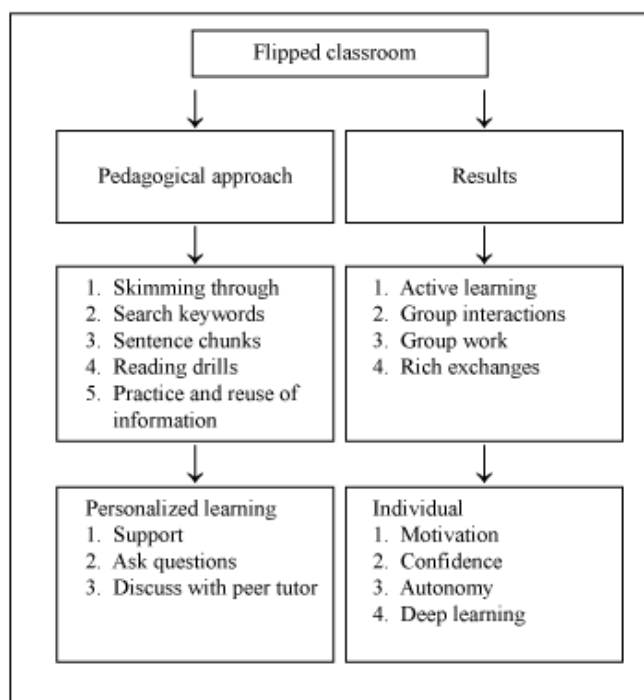 Flipped classroom
Pedagogical approach
Results
1. Skimming through
2. Search keywords
3. Sentence chunks
4. Reading drills
5. Practice and reuse of
information
1. Active learning
2. Group interactions
3. Group work
4. Rich exchanges
Personalized learning
1. Support
2. Ask questions
3. Discuss with peer tutor
Individual
1. Motivation
2. Confidence
3. Autonomy
4. Deep learning